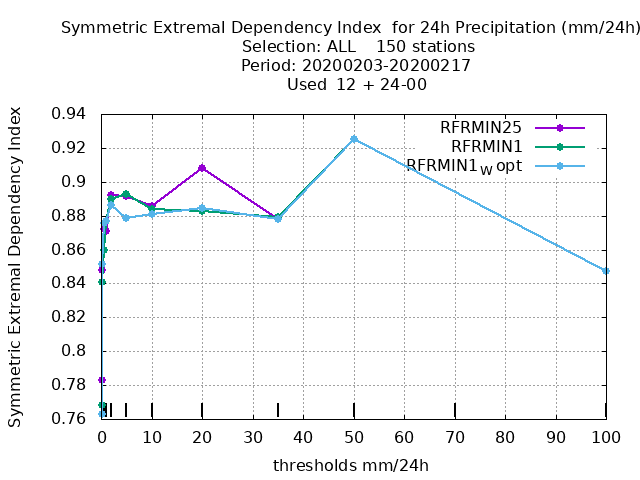 Symmetric Extremal Dependency Index  for 24h Precipitation (mm/24h)
Selection: ALL    150 stations
Period: 20200203-20200217
Used  12 + 24-00
RFRMIN25
RFRMIN1
RFRMIN1w opt
Symmetric Extremal Dependency Index
0.94
0.92
0.9
0.88
0.86
0.84
0.82
0.8
0.78
0.76
0 10 20 30 40 50 60 70 80 90 100
thresholds mm/24h